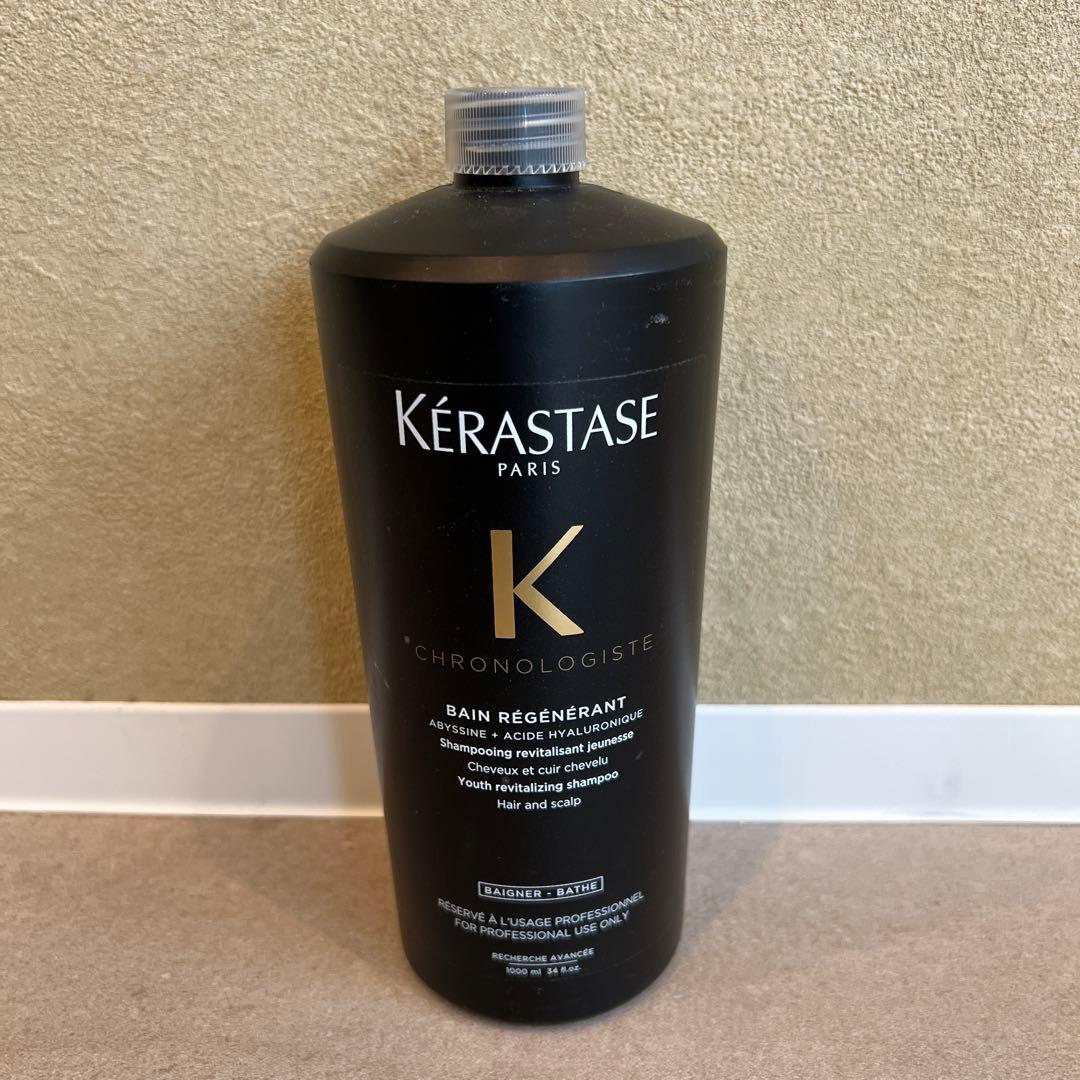 KÉRASTASE
PARIS
K
CHRONOLOGISTE
BAIN RÉGÉNÉRANT
ABYSSINE + ACIDE HYALURONIQUE
Shampooing revitalisant jeunesse
Cheveux et cuir chevelu
Youth revitalizing shampoo
Hair and scalp
BAIGNER - BATHE
RÉSERVÉ À L'USAGE PROFESSIONNEL
FOR PROFESSIONAL USE ONLY
RECHERCHE AVANCÉE
1000 ml 34 fl.oz.